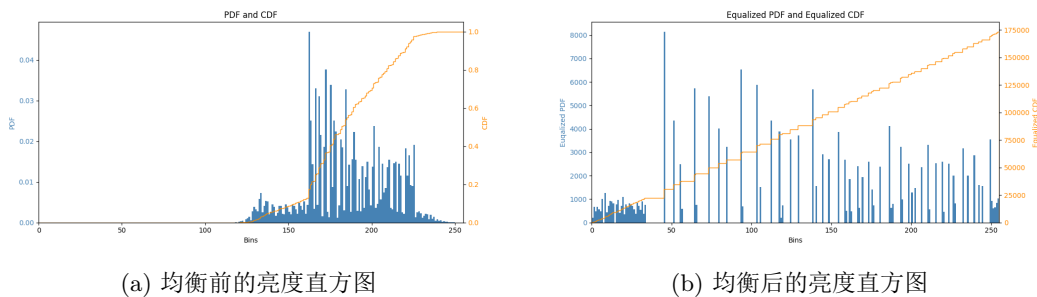 PDF and CDF
0.04
0.03
0.02
0.01
0.00
PDF
1.0
0.8
0.6
0.4
0.2
0.0
CDF
0 50 100 150 200 250
Bins
(a) 均衡前的亮度直方图
Equalized PDF and Equalized CDF
8000
7000
6000
5000
4000
3000
2000
1000
0
Euqalized PDF
175000
150000
125000
100000
75000
50000
25000
0
Equalized CDF
0 50 100 150 200 250
Bins
(b) 均衡后的亮度直方图